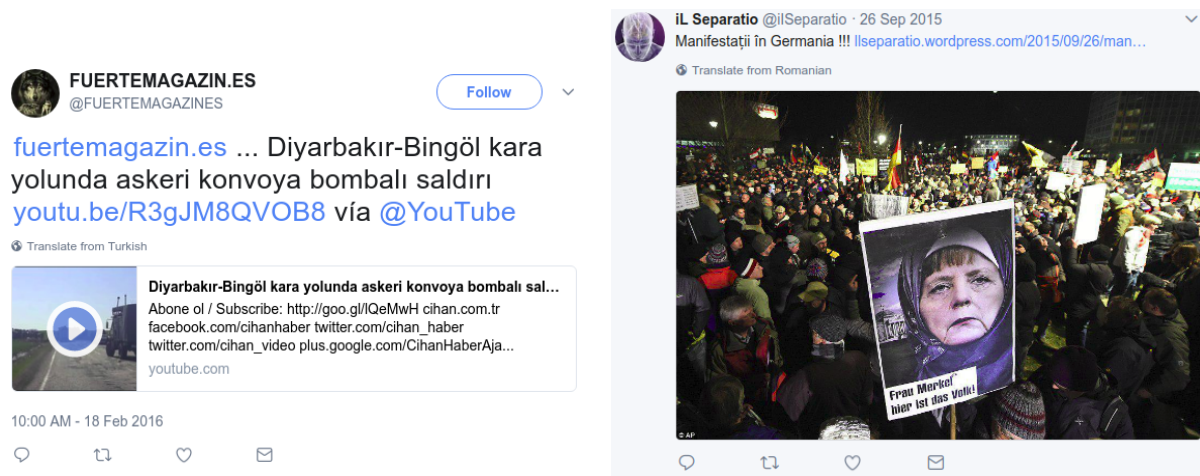 FUERTEMAGAZIN.ES
@FUERTEMAGAZINES
Follow
fuertemagazin.es ... Diyarbakır-Bingöl kara
yolunda askeri konvoya bombalı saldırı
youtu.be/R3gJM8QVOB8 vía @YouTube
Translate from Turkish
Diyarbakır-Bingöl kara yolunda askeri konvoya bombalı sal...
Abone ol / Subscribe: http://goo.gl/lQeMwH cihan.com.tr
facebook.com/cihanhaber twitter.com/cihan_haber
twitter.com/cihan_video plus.google.com/CihanHaberAja...
youtube.com
10:00 AM - 18 Feb 2016
iL Separatio @ilSeparatio · 26 Sep 2015
Manifestații în Germania !!! llseparatio.wordpress.com/2015/09/26/man…
Translate from Romanian
Frau Merkel
hier ist das Volk!
© AP